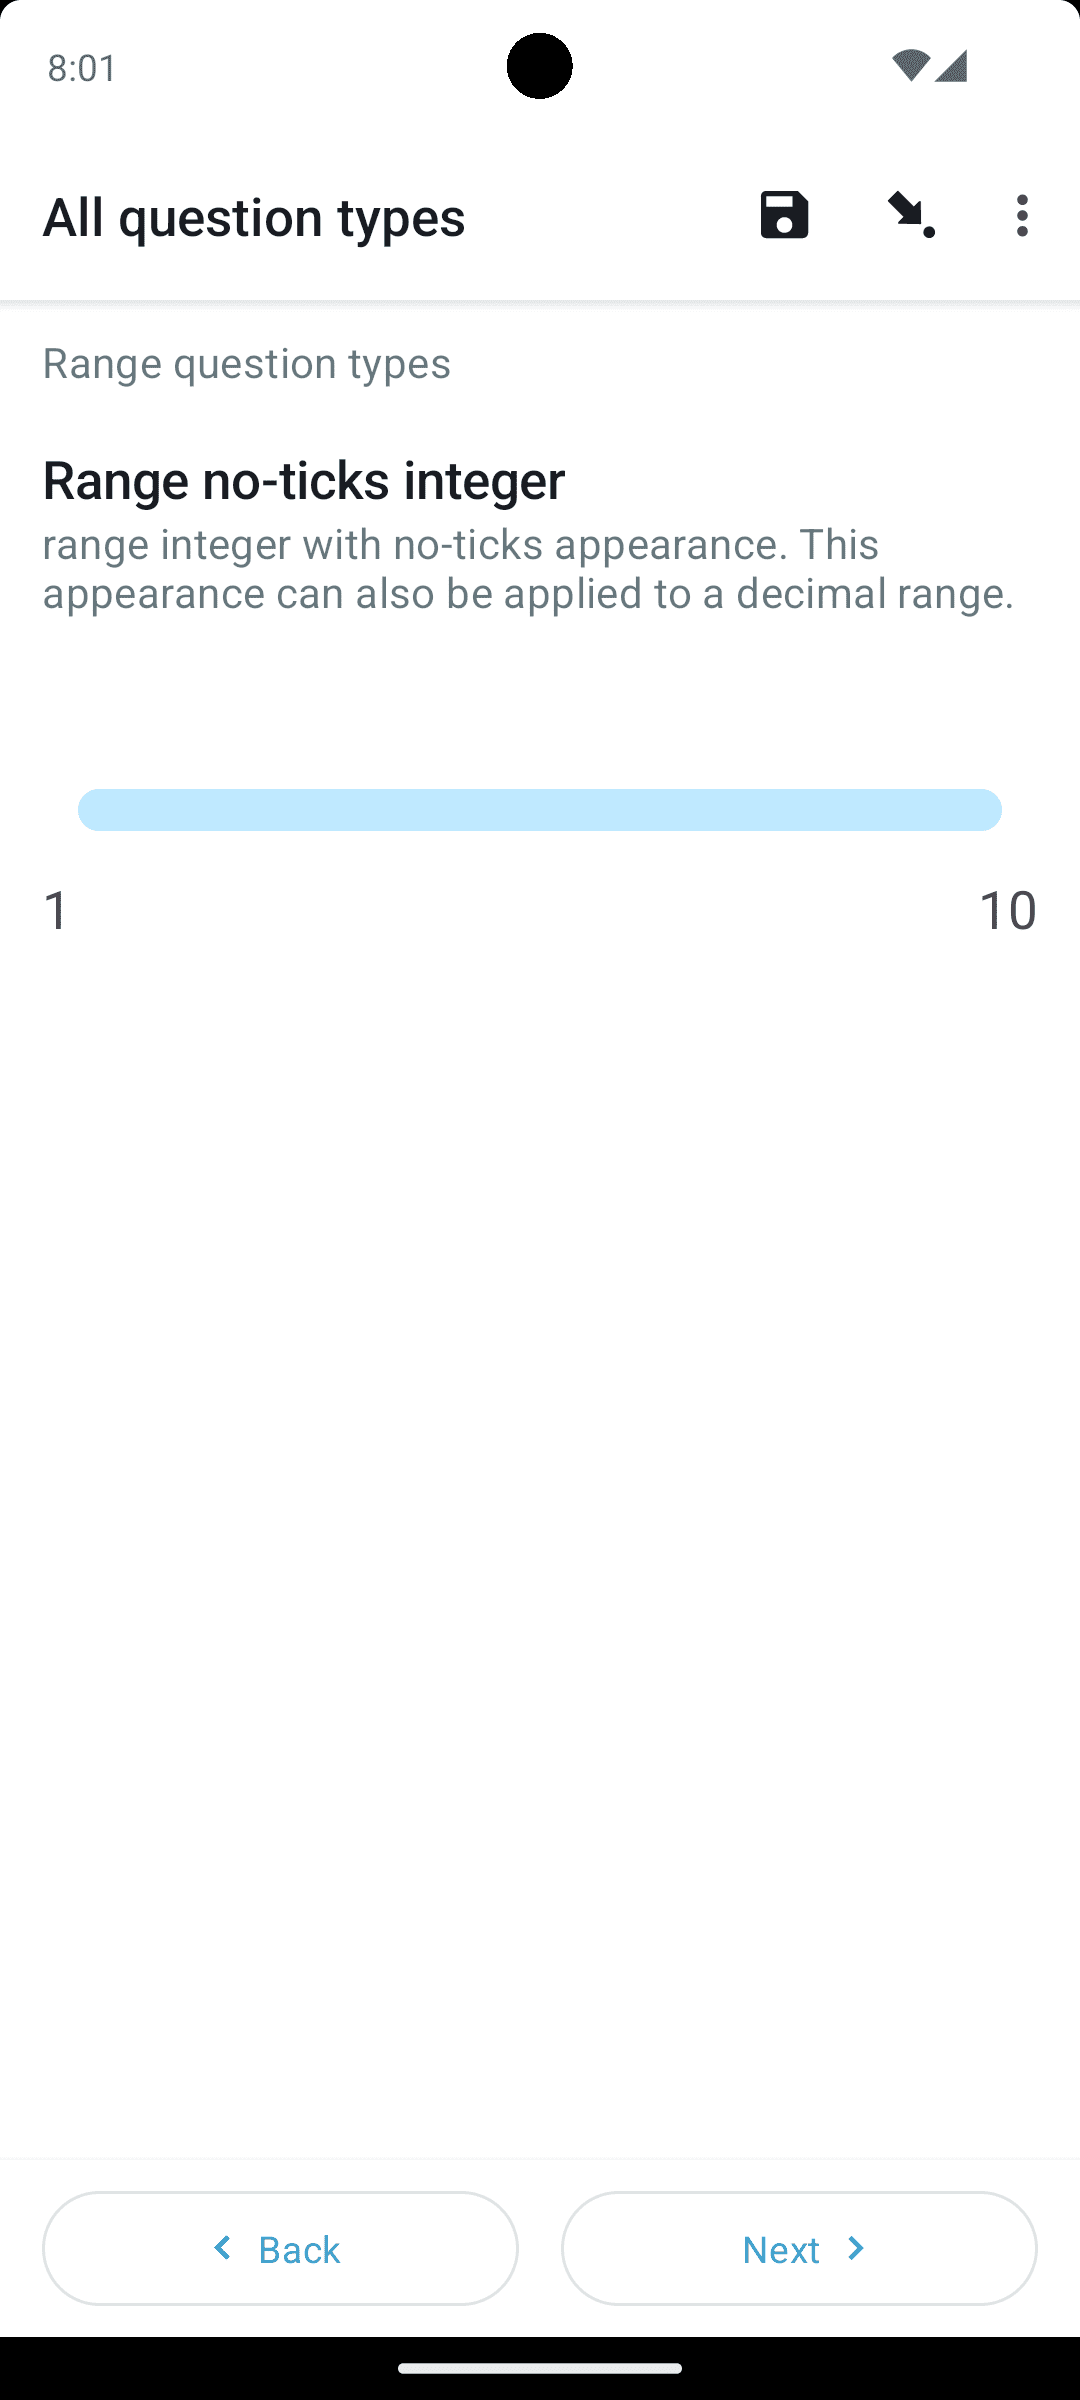 8:01
All question types
Range question types
Range no-ticks integer
range integer with no-ticks appearance. This
appearance can also be applied to a decimal range.
1
10
Back
Next